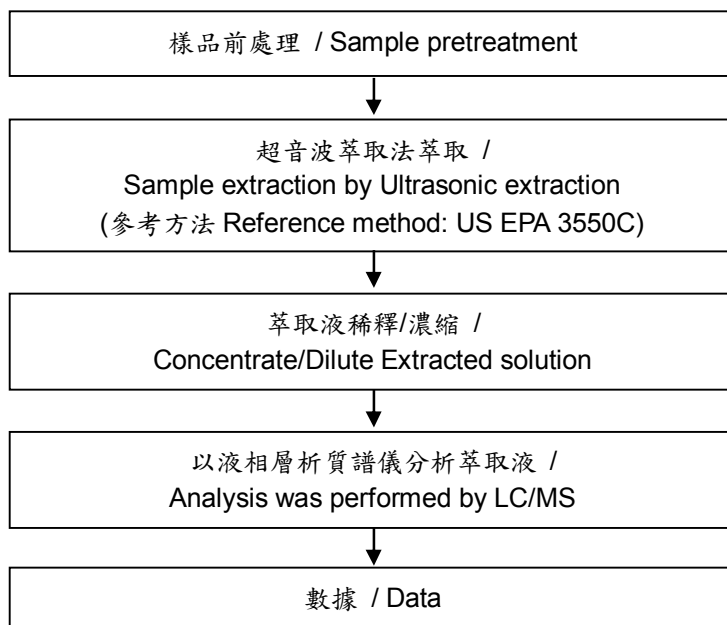 樣品前處理 / Sample pretreatment
超音波萃取法萃取 /
Sample extraction by Ultrasonic extraction
(參考方法 Reference method: US EPA 3550C)
萃取液稀釋/濃縮 /
Concentrate/Dilute Extracted solution
以液相層析質譜儀分析萃取液 /
Analysis was performed by LC/MS
數據 / Data